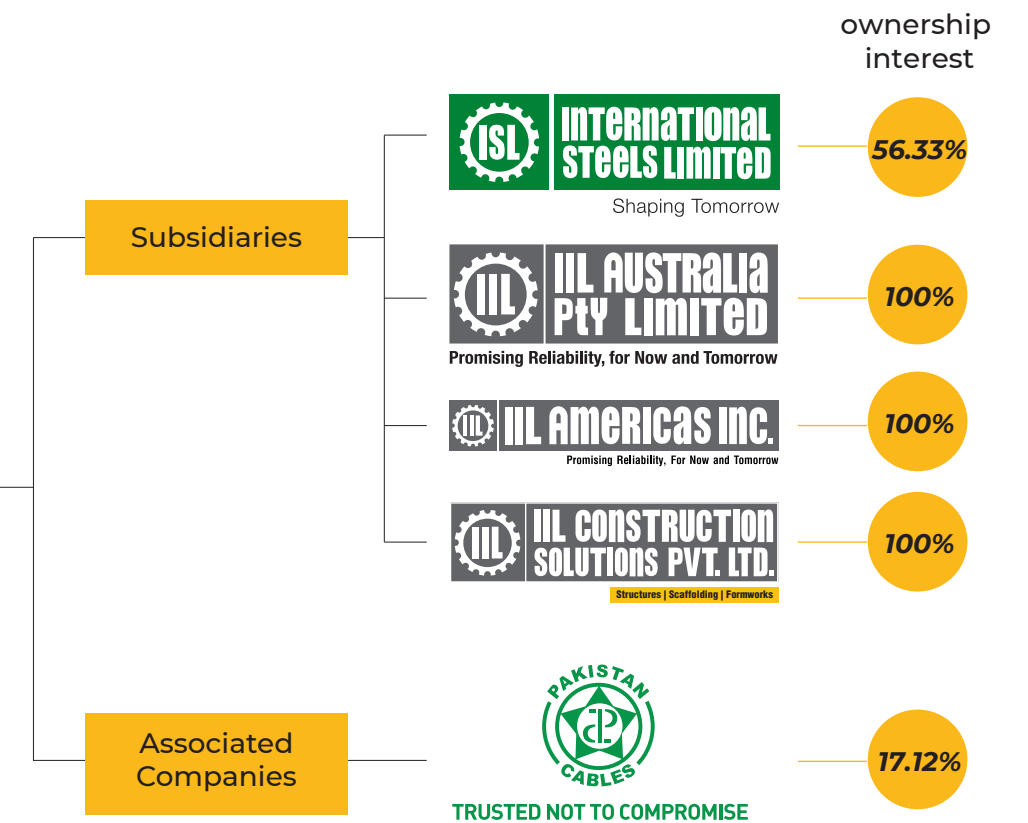 ownership
interest
ISL
INTERNATIONAL
STEELS LIMITED
56.33%
Shaping Tomorrow
Subsidiaries
IIL
IIL AUSTRALIA
PtY LIMITED
100%
Promising Reliability, for Now and Tomorrow
IIL
IIL AMERICAS INC.
100%
Promising Reliability, For Now and Tomorrow
IIL
IIL CONSTRUCTION
SOLUTIONS PVT. LTD.
100%
Structures | Scaffolding | Formworks
PAKISTAN
CABLES
Associated
Companies
17.12%
TRUSTED NOT TO COMPROMISE